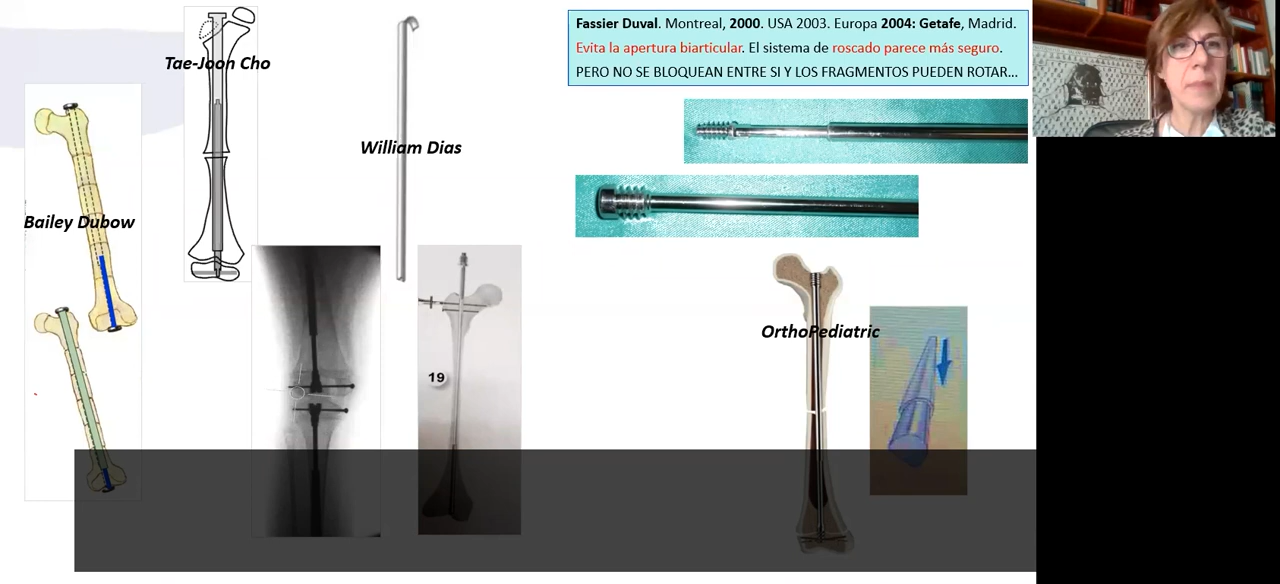 Fassier Duval. Montreal, 2000. USA 2003. Europa 2004: Getafe, Madrid.
Evita la apertura biarticular. El sistema de roscado parece más seguro.
PERO NO SE BLOQUEAN ENTRE SI Y LOS FRAGMENTOS PUEDEN ROTAR...
Tae-Joon Cho
William Dias
Bailey Dubow
OrthoPediatric
19